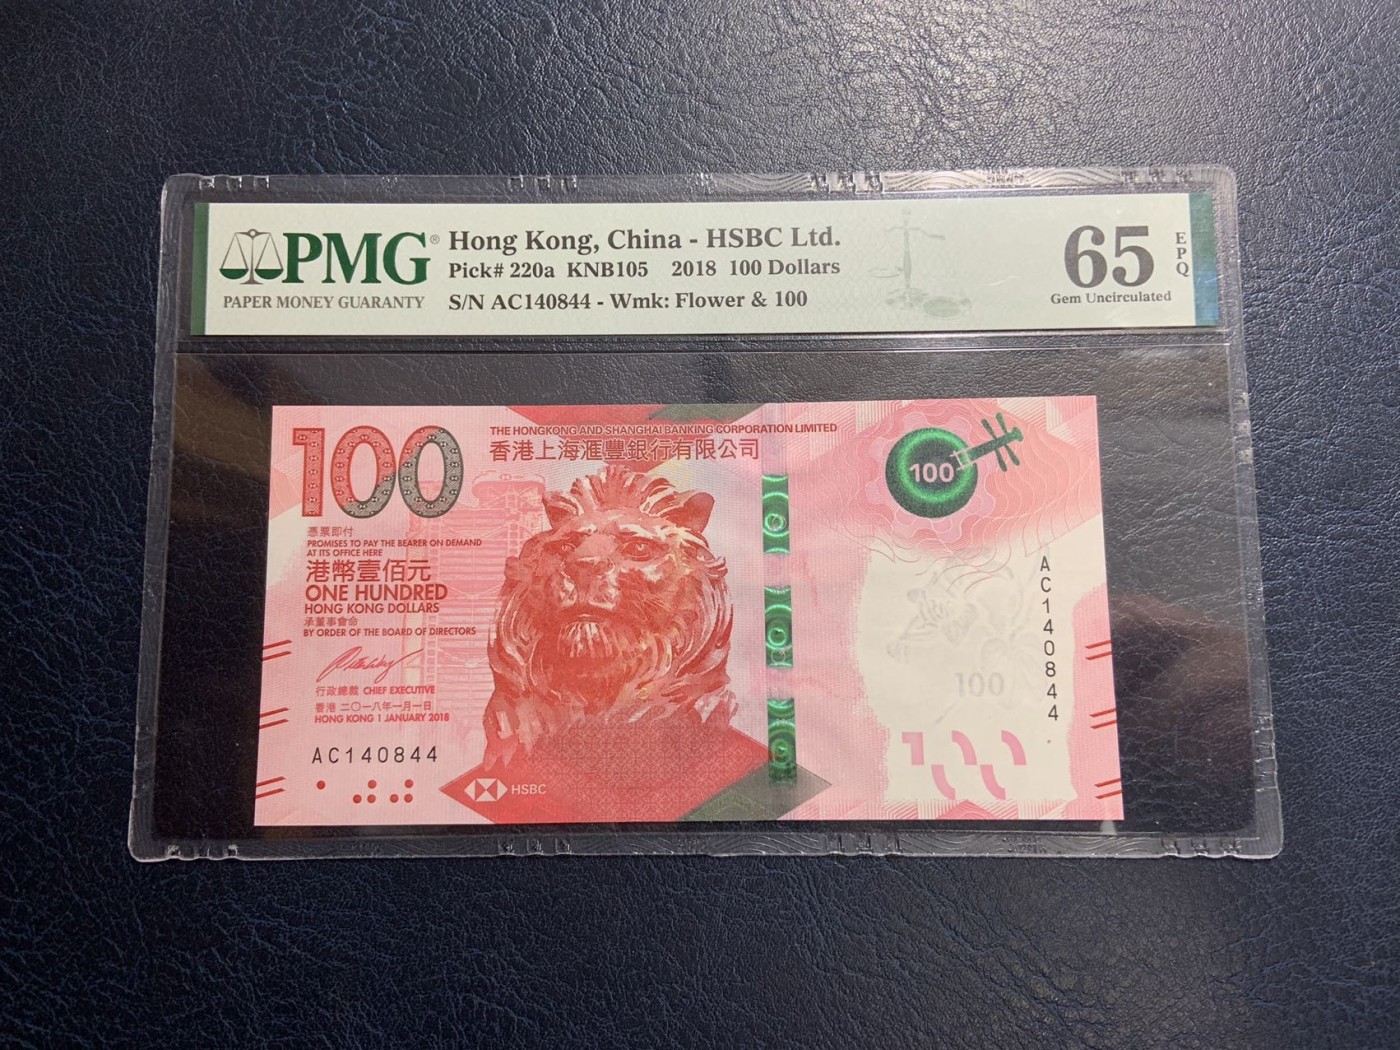 PMG®
PAPER MONEY GUARANTY
Hong Kong, China - HSBC Ltd.
Pick# 220a KNB105 2018 100 Dollars
S/N AC140844 - Wmk: Flower & 100
65
EPQ
Gem Uncirculated
100
THE HONGKONG AND SHANGHAI BANKING CORPORATION LIMITED
香港上海滙豐銀行有限公司
100
憑票即付
PROMISES TO PAY THE BEARER ON DEMAND
AT ITS OFFICE HERE
港幣壹佰元
ONE HUNDRED
HONG KONG DOLLARS
承董事會命
BY ORDER OF THE BOARD OF DIRECTORS
行政總裁 CHIEF EXECUTIVE
香港 二〇一八年一月一日
HONG KONG 1 JANUARY 2018
AC140844
HSBC
AC140844
100
100